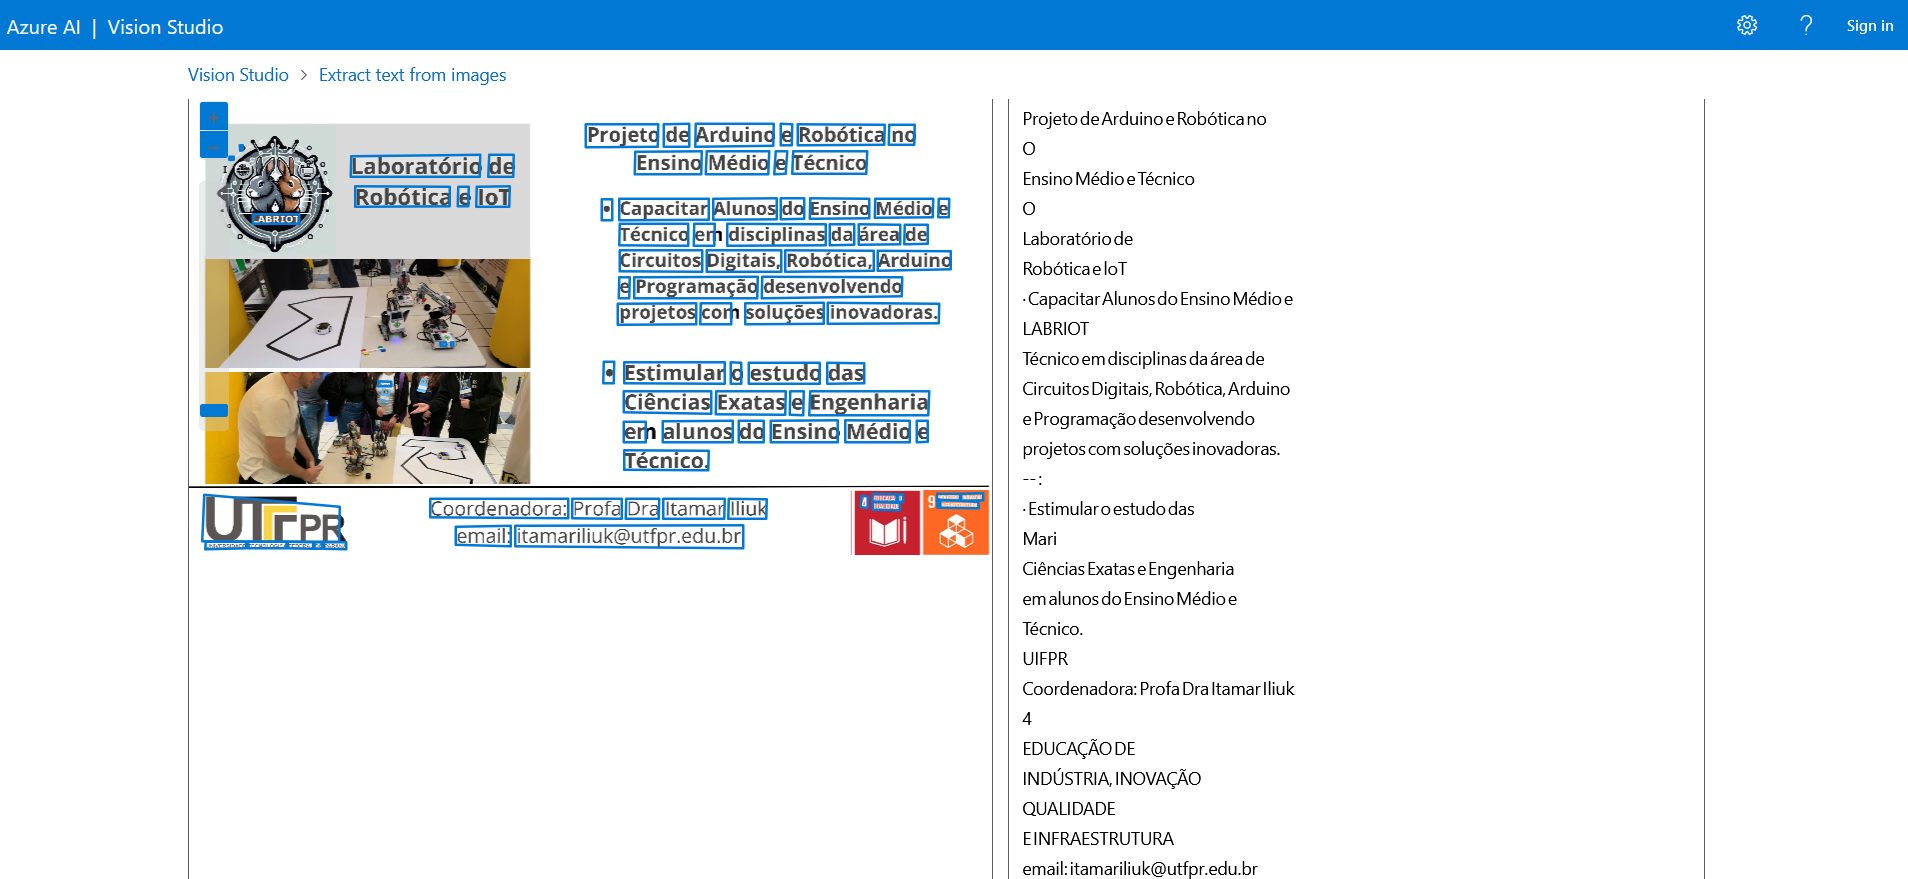 Azure AI | Vision Studio
Sign in
Vision Studio > Extract text from images
Laboratório de
Robótica e IoT
LABRIOT
Projeto de Arduino e Robótica no
Ensino Médio e Técnico
• Capacitar Alunos do Ensino Médio e
Técnico em disciplinas da área de
Circuitos Digitais, Robótica, Arduino
e Programação desenvolvendo
projetos com soluções inovadoras.
• Estimular o estudo das
Ciências Exatas e Engenharia
em alunos do Ensino Médio e
Técnico.
UTFPR
Coordenadora: Profa Dra Itamar Iliuk
email: itamariliuk@utfpr.edu.br
4
9
Projeto de Arduino e Robótica no
O
Ensino Médio e Técnico
O
Laboratório de
Robótica e IoT
· Capacitar Alunos do Ensino Médio e
LABRIOT
Técnico em disciplinas da área de
Circuitos Digitais, Robótica, Arduino
e Programação desenvolvendo
projetos com soluções inovadoras.
-- :
· Estimular o estudo das
Mari
Ciências Exatas e Engenharia
em alunos do Ensino Médio e
Técnico.
UIFPR
Coordenadora: Profa Dra Itamar Iliuk
4
EDUCAÇÃO DE
INDÚSTRIA, INOVAÇÃO
QUALIDADE
E INFRAESTRUTURA
email: itamariliuk@utfpr.edu.br